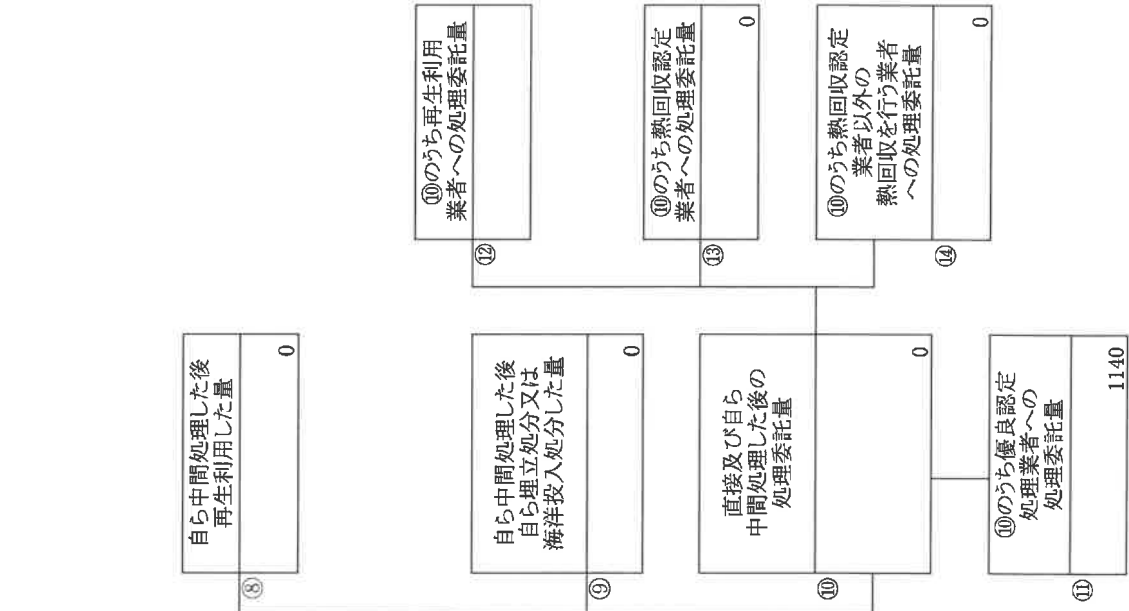 ⑧
自ら中間処理した後
再生利用した量
0
⑨
自ら中間処理した後
自ら埋立処分又は
海洋投入処分した量
0
⑩
直接及び自ら
中間処理した後の
処理委託量
0
⑪
⑩のうち優良認定
処理業者への
処理委託量
1140
⑫
⑩のうち再生利用
業者への処理委託量
⑬
⑩のうち熱回収認定
業者への処理委託量
0
⑭
⑩のうち熱回収認定
業者以外の
熱回収を行う業者
への処理委託量
0